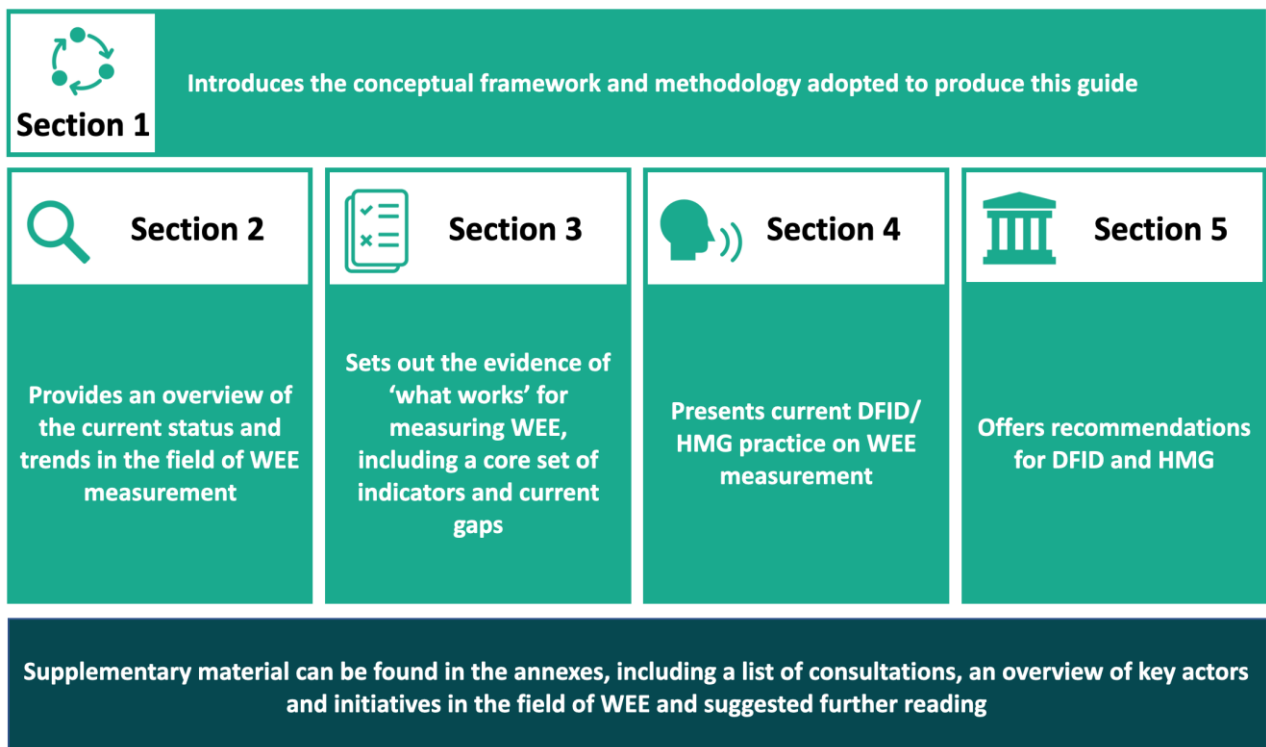 Section 1
Introduces the conceptual framework and methodology adopted to produce this guide
Section 2
Provides an overview of
the current status and
trends in the field of WEE
measurement
Section 3
Sets out the evidence of
‘what works’ for
measuring WEE,
including a core set of
indicators and current
gaps
Section 4
Presents current DFID/
HMG practice on WEE
measurement
Section 5
Offers recommendations
for DFID and HMG
Supplementary material can be found in the annexes, including a list of consultations, an overview of key actors
and initiatives in the field of WEE and suggested further reading